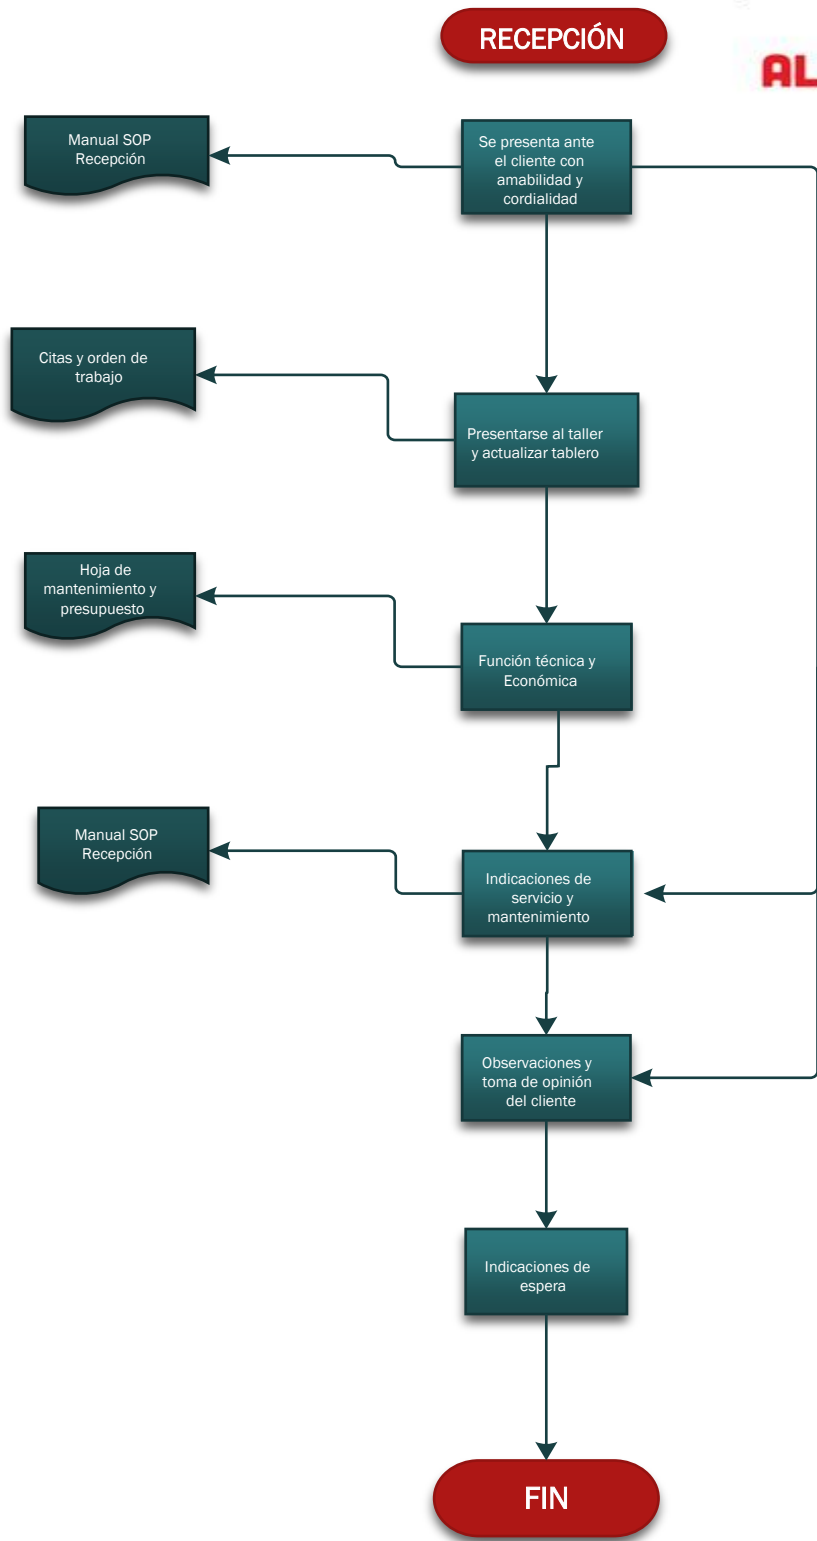 RECEPCIÓN
AL
Manual SOP
Recepción
Se presenta ante
el cliente con
amabilidad y
cordialidad
Citas y orden de
trabajo
Presentarse al taller
y actualizar tablero
Hoja de
mantenimiento y
presupuesto
Función técnica y
Económica
Manual SOP
Recepción
Indicaciones de
servicio y
mantenimiento
Observaciones y
toma de opinión
del cliente
Indicaciones de
espera
FIN